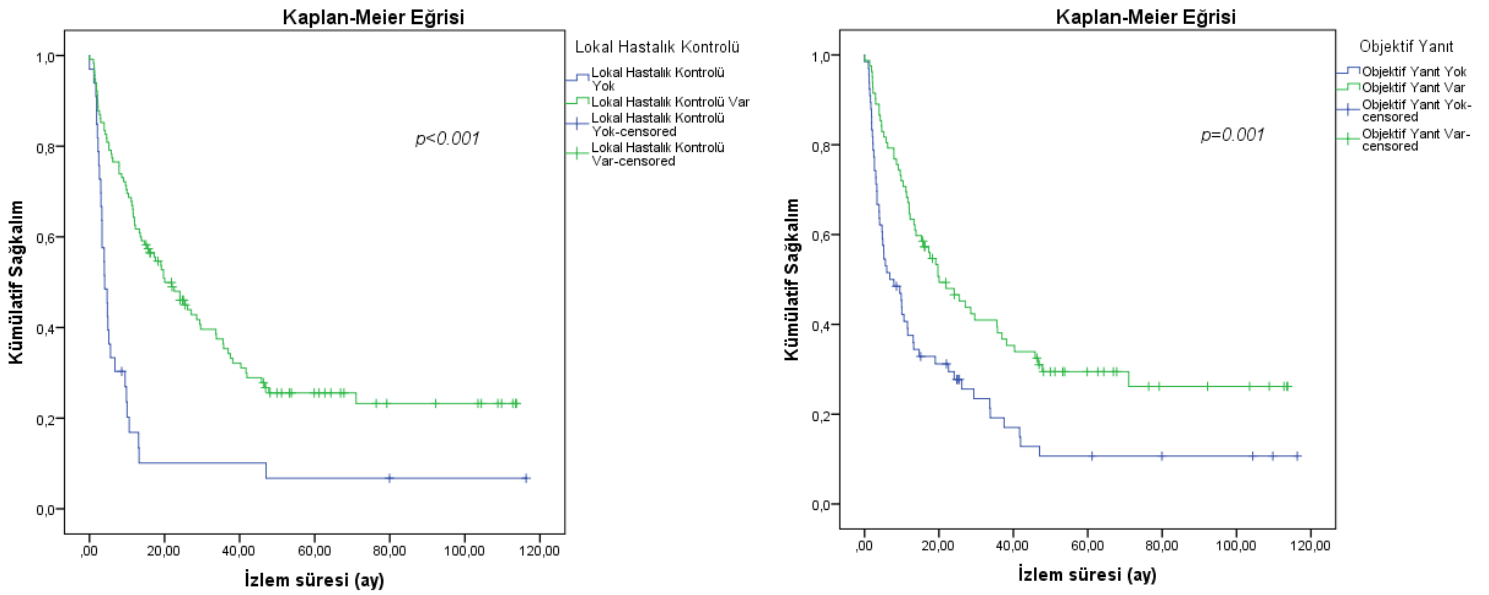 Kaplan-Meier Eğrisi
Lokal Hastalık Kontrolü
Lokal Hastalık Kontrolü
Yok
Lokal Hastalık Kontrolü Var
Lokal Hastalık Kontrolü
Yok-censored
Lokal Hastalık Kontrolü
Var-censored
p<0.001
Kümülatif Sağkalım
1,0
0,8
0,6
0,4
0,2
0,0
,00
20,00
40,00
60,00
80,00
100,00
120,00
İzlem süresi (ay)
Kaplan-Meier Eğrisi
Objektif Yanıt
Objektif Yanıt Yok
Objektif Yanıt Var
Objektif Yanıt Yok-
censored
Objektif Yanıt Var-
censored
p=0.001
Kümülatif Sağkalım
1,0
0,8
0,6
0,4
0,2
0,0
,00
20,00
40,00
60,00
80,00
100,00
120,00
İzlem süresi (ay)